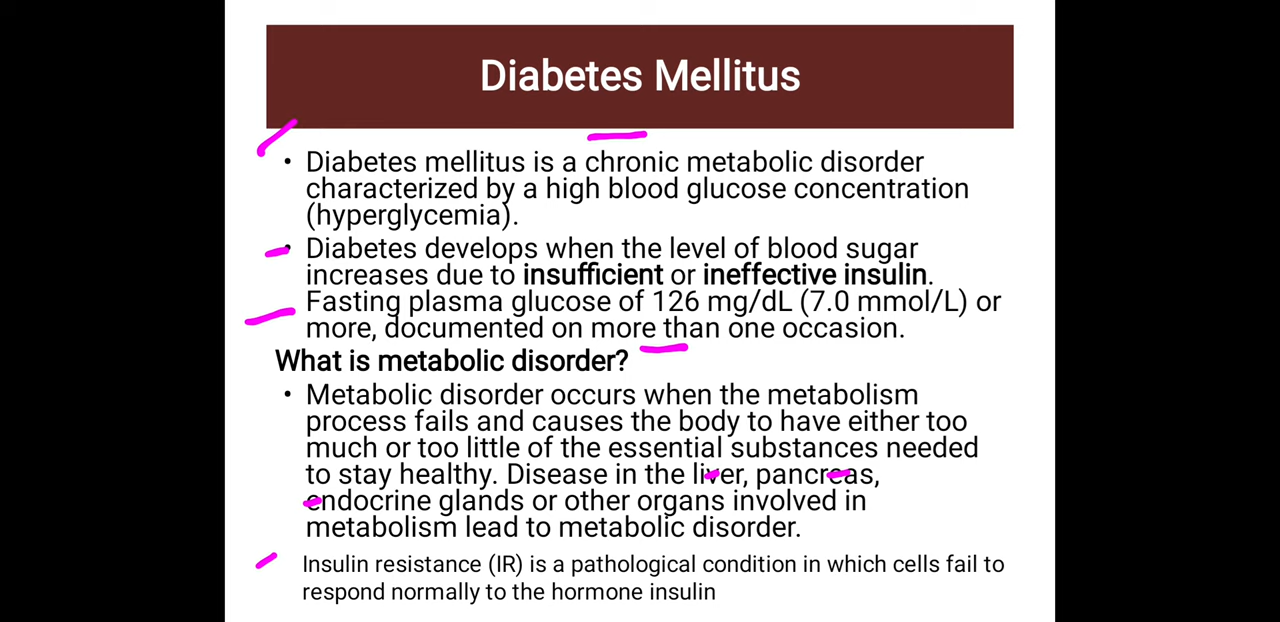 Diabetes Mellitus
• Diabetes mellitus is a chronic metabolic disorder
characterized by a high blood glucose concentration
(hyperglycemia).
• Diabetes develops when the level of blood sugar
increases due to insufficient or ineffective insulin.
Fasting plasma glucose of 126 mg/dL (7.0 mmol/L) or
more, documented on more than one occasion.
What is metabolic disorder?
• Metabolic disorder occurs when the metabolism
process fails and causes the body to have either too
much or too little of the essential substances needed
to stay healthy. Disease in the liver, pancreas,
endocrine glands or other organs involved in
metabolism lead to metabolic disorder.
Insulin resistance (IR) is a pathological condition in which cells fail to
respond normally to the hormone insulin